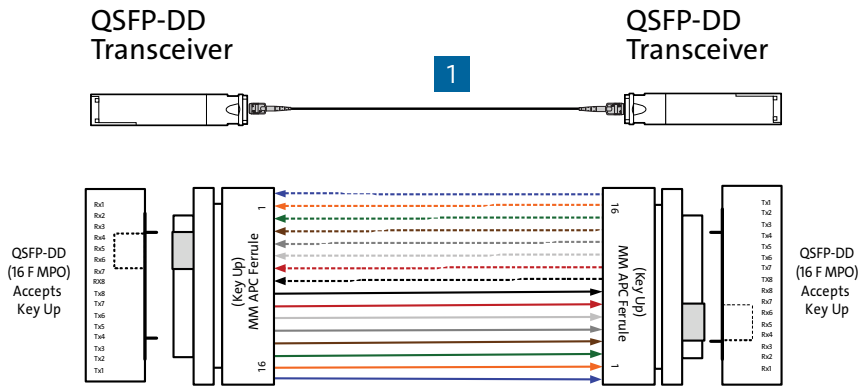 QSFP-DD
Transceiver
QSFP-DD
Transceiver
1
QSFP-DD
(16 F MPO)
Accepts
Key Up
Rx1
Rx2
Rx3
Rx4
Rx5
Rx6
Rx7
RX8
Tx8
Tx7
Tx6
Tx5
Tx4
Tx3
Tx2
Tx1
1
(Key Up)
MM APC Ferrule
16
16
(Key Up)
MM APC Ferrule
1
Tx1
Tx2
Tx3
Tx4
Tx5
Tx6
Tx7
TX8
Rx8
Rx7
Rx6
Rx5
Rx4
Rx3
Rx2
Rx1
QSFP-DD
(16 F MPO)
Accepts
Key Up